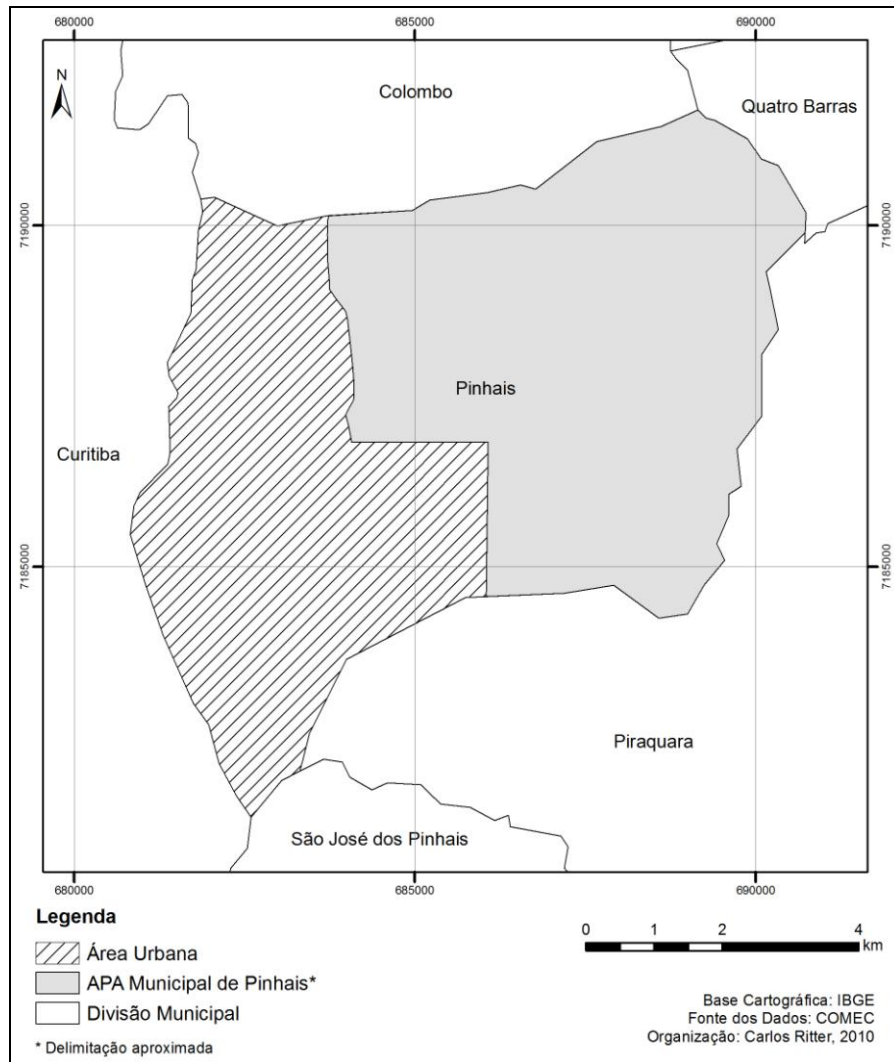 680000
685000
690000
N
Colombo
Quatro Barras
7190000
7190000
Pinhais
Curitiba
7185000
7185000
Piraquara
São José dos Pinhais
680000
685000
690000
Legenda
Área Urbana
APA Municipal de Pinhais*
Divisão Municipal
* Delimitação aproximada
0 1 2 4
km
Base Cartográfica: IBGE
Fonte dos Dados: COMEC
Organização: Carlos Ritter, 2010